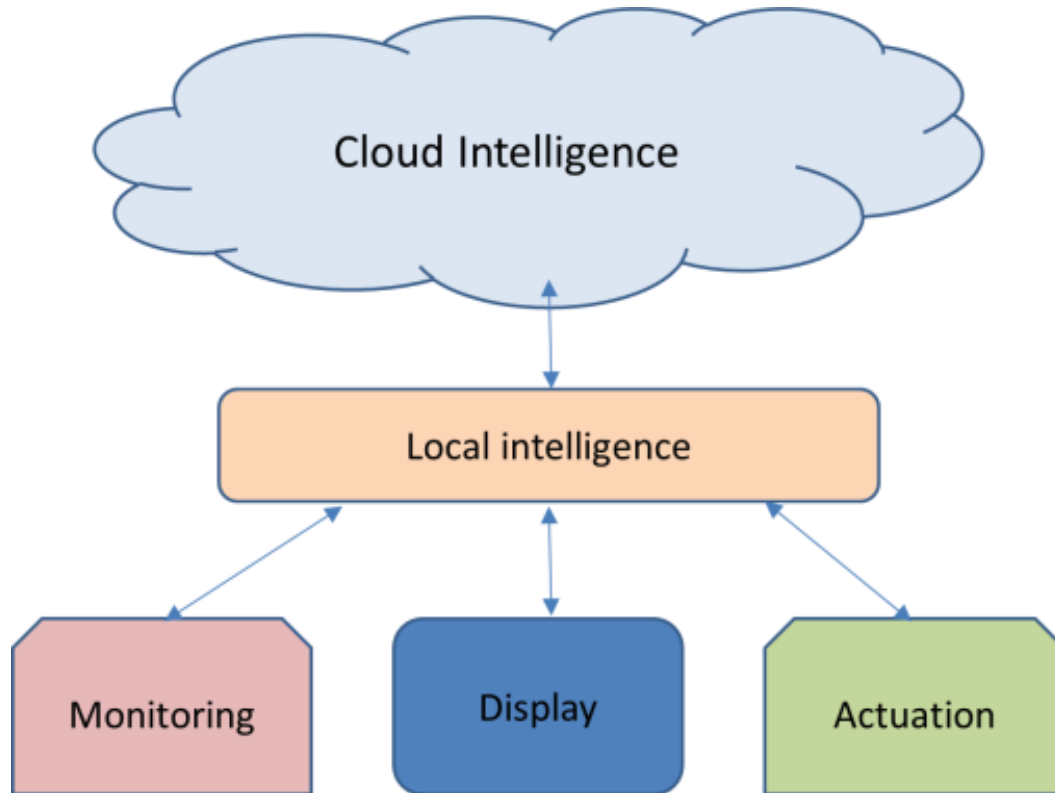 Cloud Intelligence
Local intelligence
Monitoring
Display
Actuation